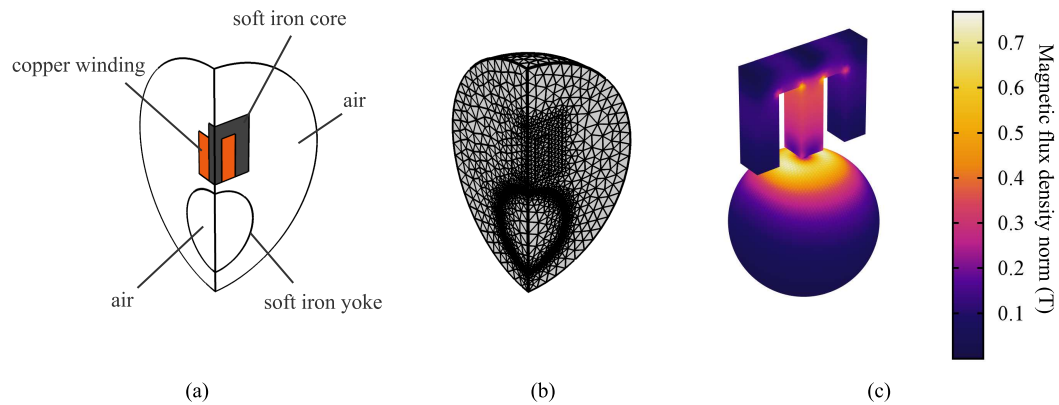 soft iron core
copper winding
air
air
soft iron yoke
0.7
0.6
0.5
0.4
0.3
0.2
0.1
Magnetic flux density norm (T)
(a)
(b)
(c)